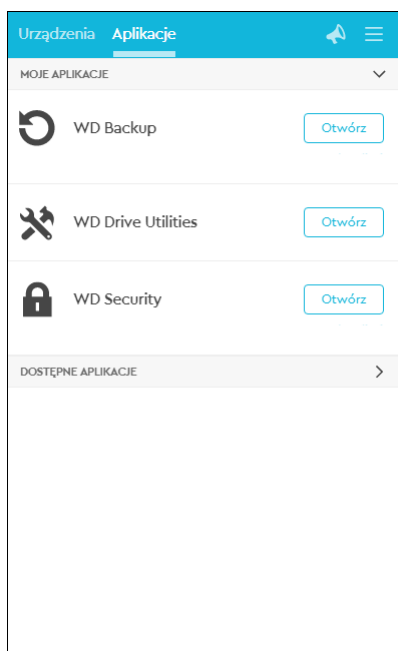 Urządzenia Aplikacje
MOJE APLIKACJE
WD Backup Otwórz
WD Drive Utilities Otwórz
WD Security Otwórz
DOSTĘPNE APLIKACJE